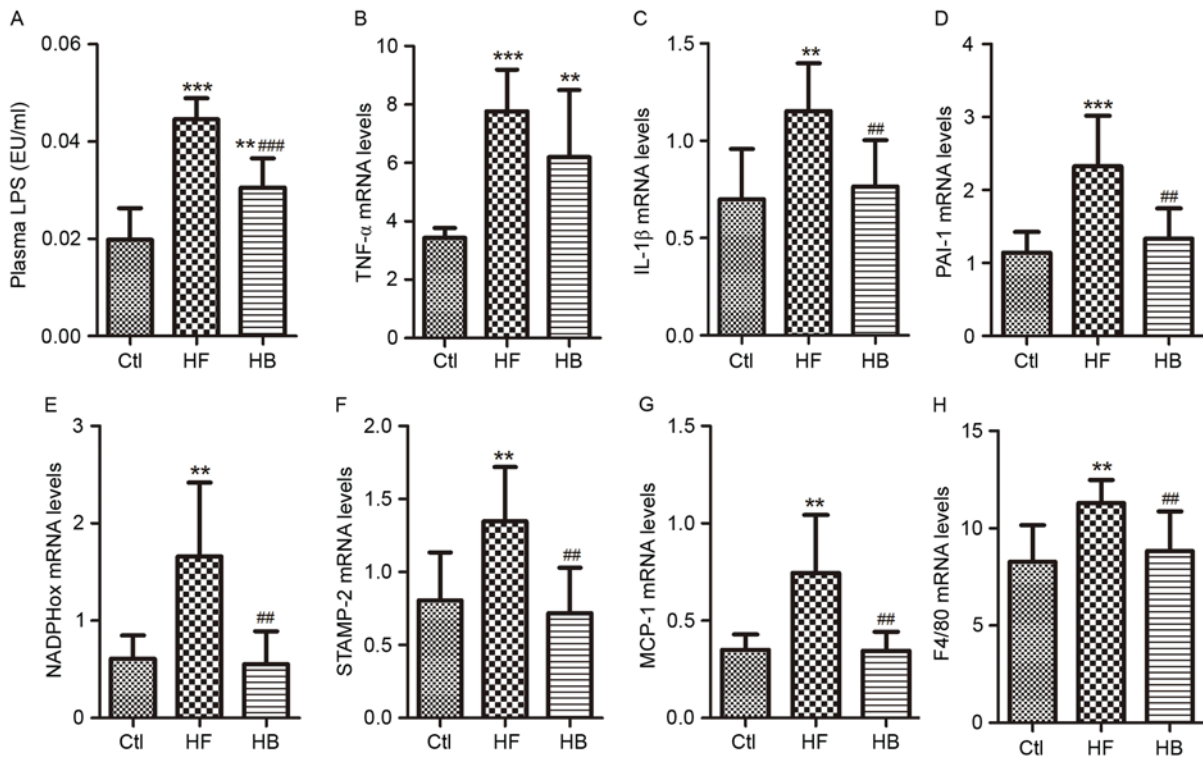 A
Plasma LPS (EU/ml)
0.06
0.04
0.02
0.00
***
** ###
Ctl HF HB
B
TNF-α mRNA levels
10
8
6
4
2
0
***
**
Ctl HF HB
C
IL-1β mRNA levels
1.5
1.0
0.5
0.0
**
##
Ctl HF HB
D
PAI-1 mRNA levels
4
3
2
1
0
***
##
Ctl HF HB
E
NADPHox mRNA levels
3
2
1
0
**
##
Ctl HF HB
F
STAMP-2 mRNA levels
2.0
1.5
1.0
0.5
0.0
**
##
Ctl HF HB
G
MCP-1 mRNA levels
1.5
1.0
0.5
0.0
**
##
Ctl HF HB
H
F4/80 mRNA levels
15
10
5
0
**
##
Ctl HF HB